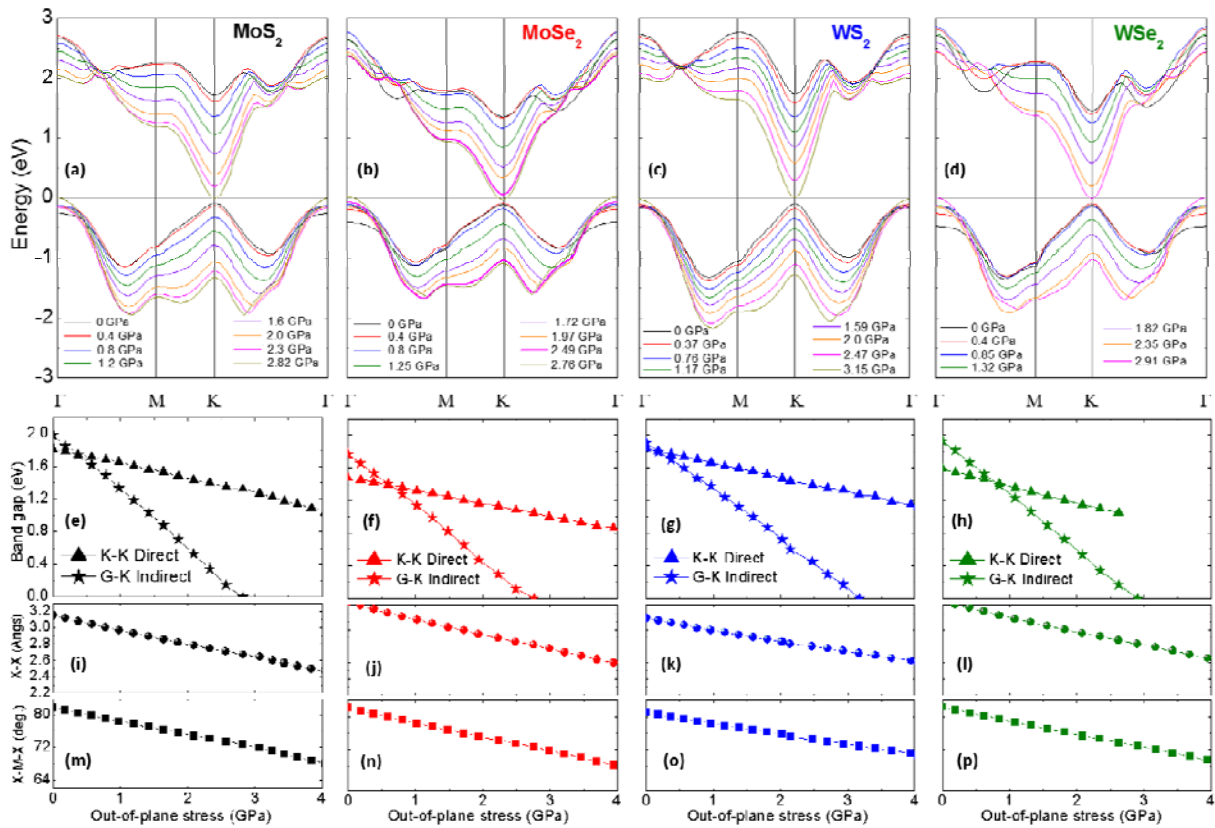 MoS2
MoSe2
WS2
WSe2
Energy (eV)
3
2
1
0
-1
-2
-3
(a)
(b)
(c)
(d)
0 GPa
0.4 GPa
0.8 GPa
1.2 GPa
1.6 GPa
2.0 GPa
2.3 GPa
2.82 GPa
0 GPa
0.4 GPa
0.8 GPa
1.25 GPa
1.72 GPa
1.97 GPa
2.49 GPa
2.76 GPa
0 GPa
0.37 GPa
0.76 GPa
1.17 GPa
1.59 GPa
2.0 GPa
2.47 GPa
3.15 GPa
0 GPa
0.4 GPa
0.85 GPa
1.32 GPa
1.82 GPa
2.35 GPa
2.91 GPa
Γ M K Γ M K Γ M K Γ M K Γ
Band gap (eV)
2.0
1.6
1.2
0.8
0.4
0.0
(e)
(f)
(g)
(h)
K-K Direct
G-K Indirect
K-K Direct
G-K Indirect
K-K Direct
G-K Indirect
K-K Direct
G-K Indirect
X-X (Angs)
3.2
3.0
2.8
2.6
2.4
2.2
(i)
(j)
(k)
(l)
X-M-X (deg.)
80
72
64
(m)
(n)
(o)
(p)
0 1 2 3 4
0 1 2 3 4
0 1 2 3 4
0 1 2 3 4
Out-of-plane stress (GPa)
Out-of-plane stress (GPa)
Out-of-plane stress (GPa)
Out-of-plane stress (GPa)